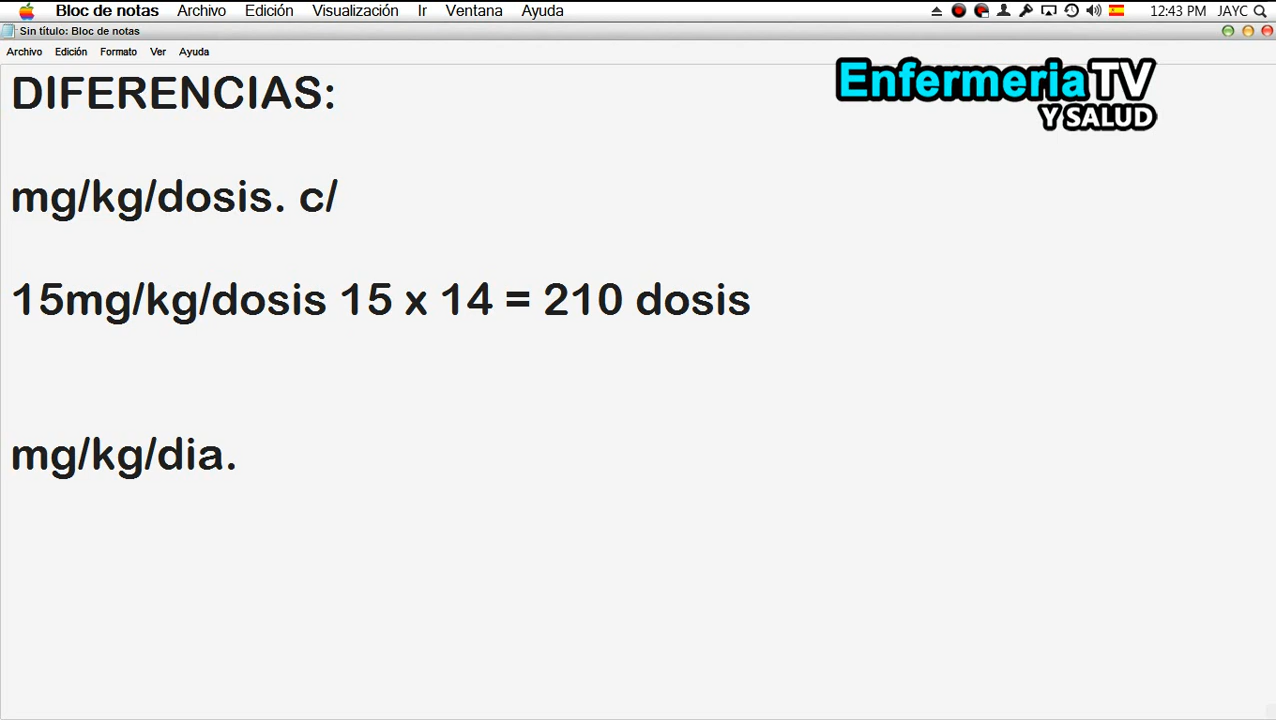 Bloc de notas Archivo Edición Visualización Ir Ventana Ayuda 12:43 PM JAYC
Sin título: Bloc de notas
Archivo Edición Formato Ver Ayuda
EnfermeriaTV
Y SALUD
DIFERENCIAS:
mg/kg/dosis. c/
15mg/kg/dosis 15 x 14 = 210 dosis
mg/kg/dia.